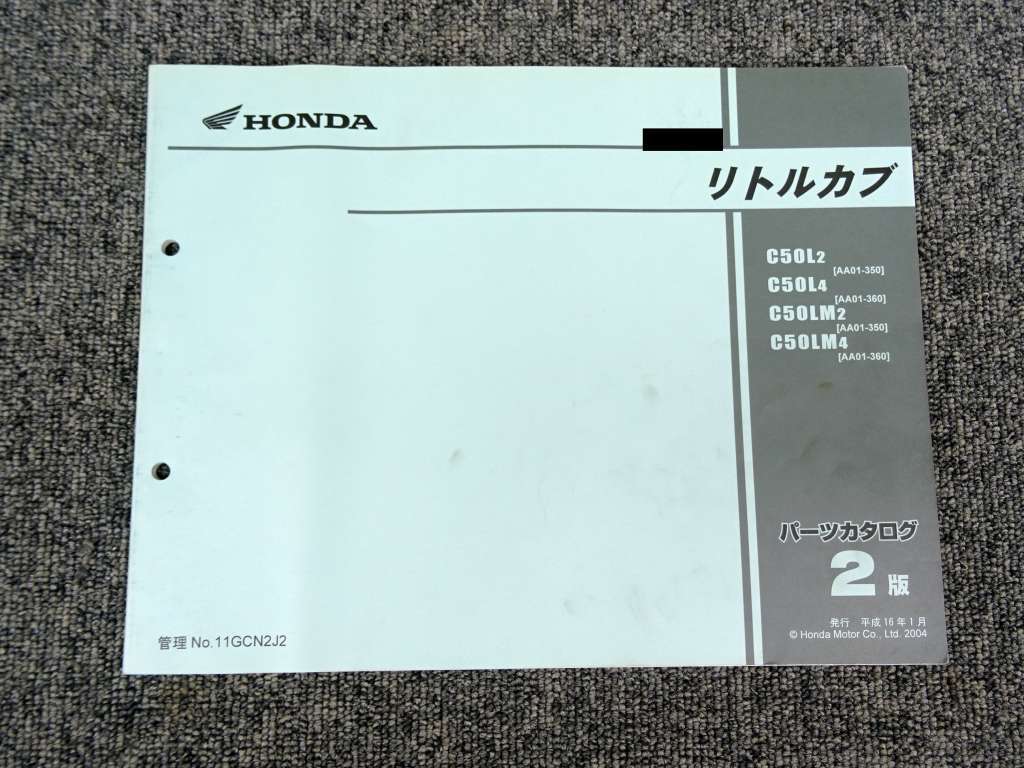 HONDA
リトルカブ
C50L2
[AA01-350]
C50L4
[AA01-360]
C50LM2
[AA01-350]
C50LM4
[AA01-360]
パーツカタログ
2版
発行 平成16年1月
© Honda Motor Co., Ltd. 2004
管理 No.11GCN2J2